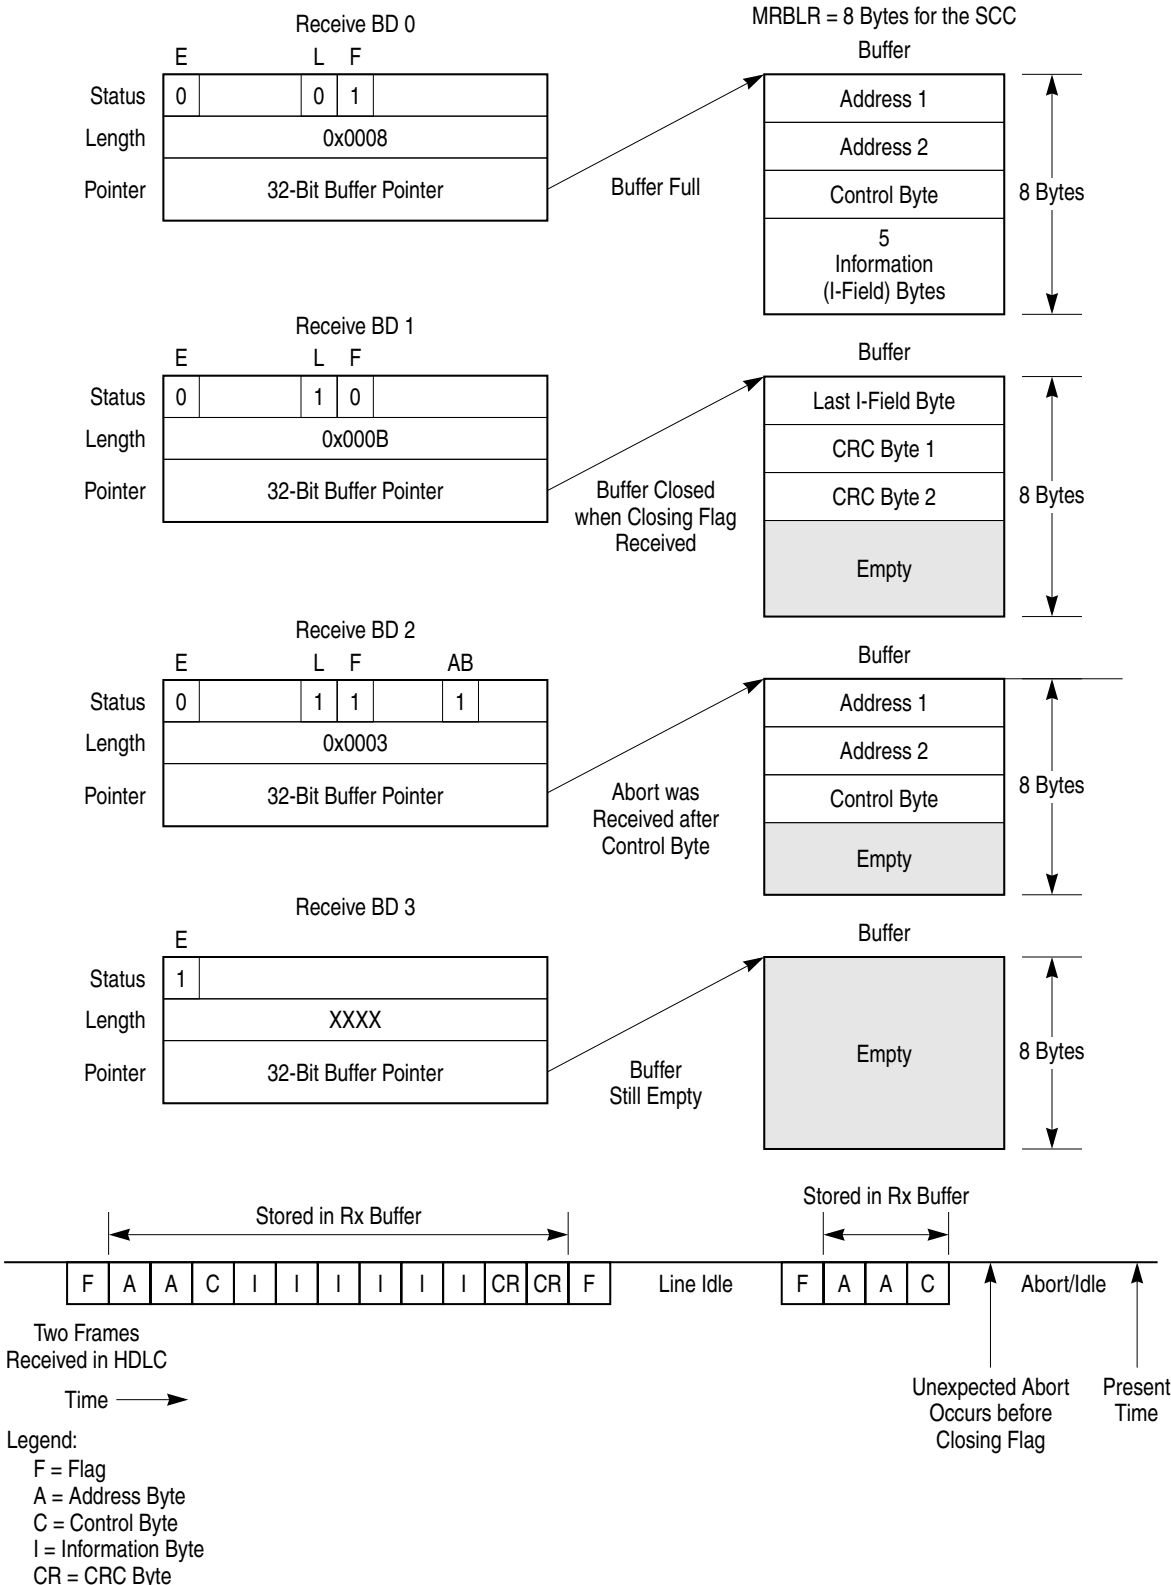 MRBLR = 8 Bytes for the SCC
Receive BD 0
Buffer
E L F
Status 0 0 1
Length 0x0008
Pointer 32-Bit Buffer Pointer
Buffer Full
Address 1
Address 2
Control Byte
5
Information
(I-Field) Bytes
8 Bytes
Receive BD 1
Buffer
E L F
Status 0 1 0
Length 0x000B
Pointer 32-Bit Buffer Pointer
Buffer Closed
when Closing Flag
Received
Last I-Field Byte
CRC Byte 1
CRC Byte 2
Empty
8 Bytes
Receive BD 2
Buffer
E L F AB
Status 0 1 1 1
Length 0x0003
Pointer 32-Bit Buffer Pointer
Abort was
Received after
Control Byte
Address 1
Address 2
Control Byte
Empty
8 Bytes
Receive BD 3
Buffer
E
Status 1
Length XXXX
Pointer 32-Bit Buffer Pointer
Buffer
Still Empty
Empty
8 Bytes
Stored in Rx Buffer
Stored in Rx Buffer
F A A C I I I I I I CR CR F Line Idle F A A C Abort/Idle
Two Frames
Received in HDLC
Time
Unexpected Abort
Occurs before
Closing Flag
Present
Time
Legend:
F = Flag
A = Address Byte
C = Control Byte
I = Information Byte
CR = CRC Byte